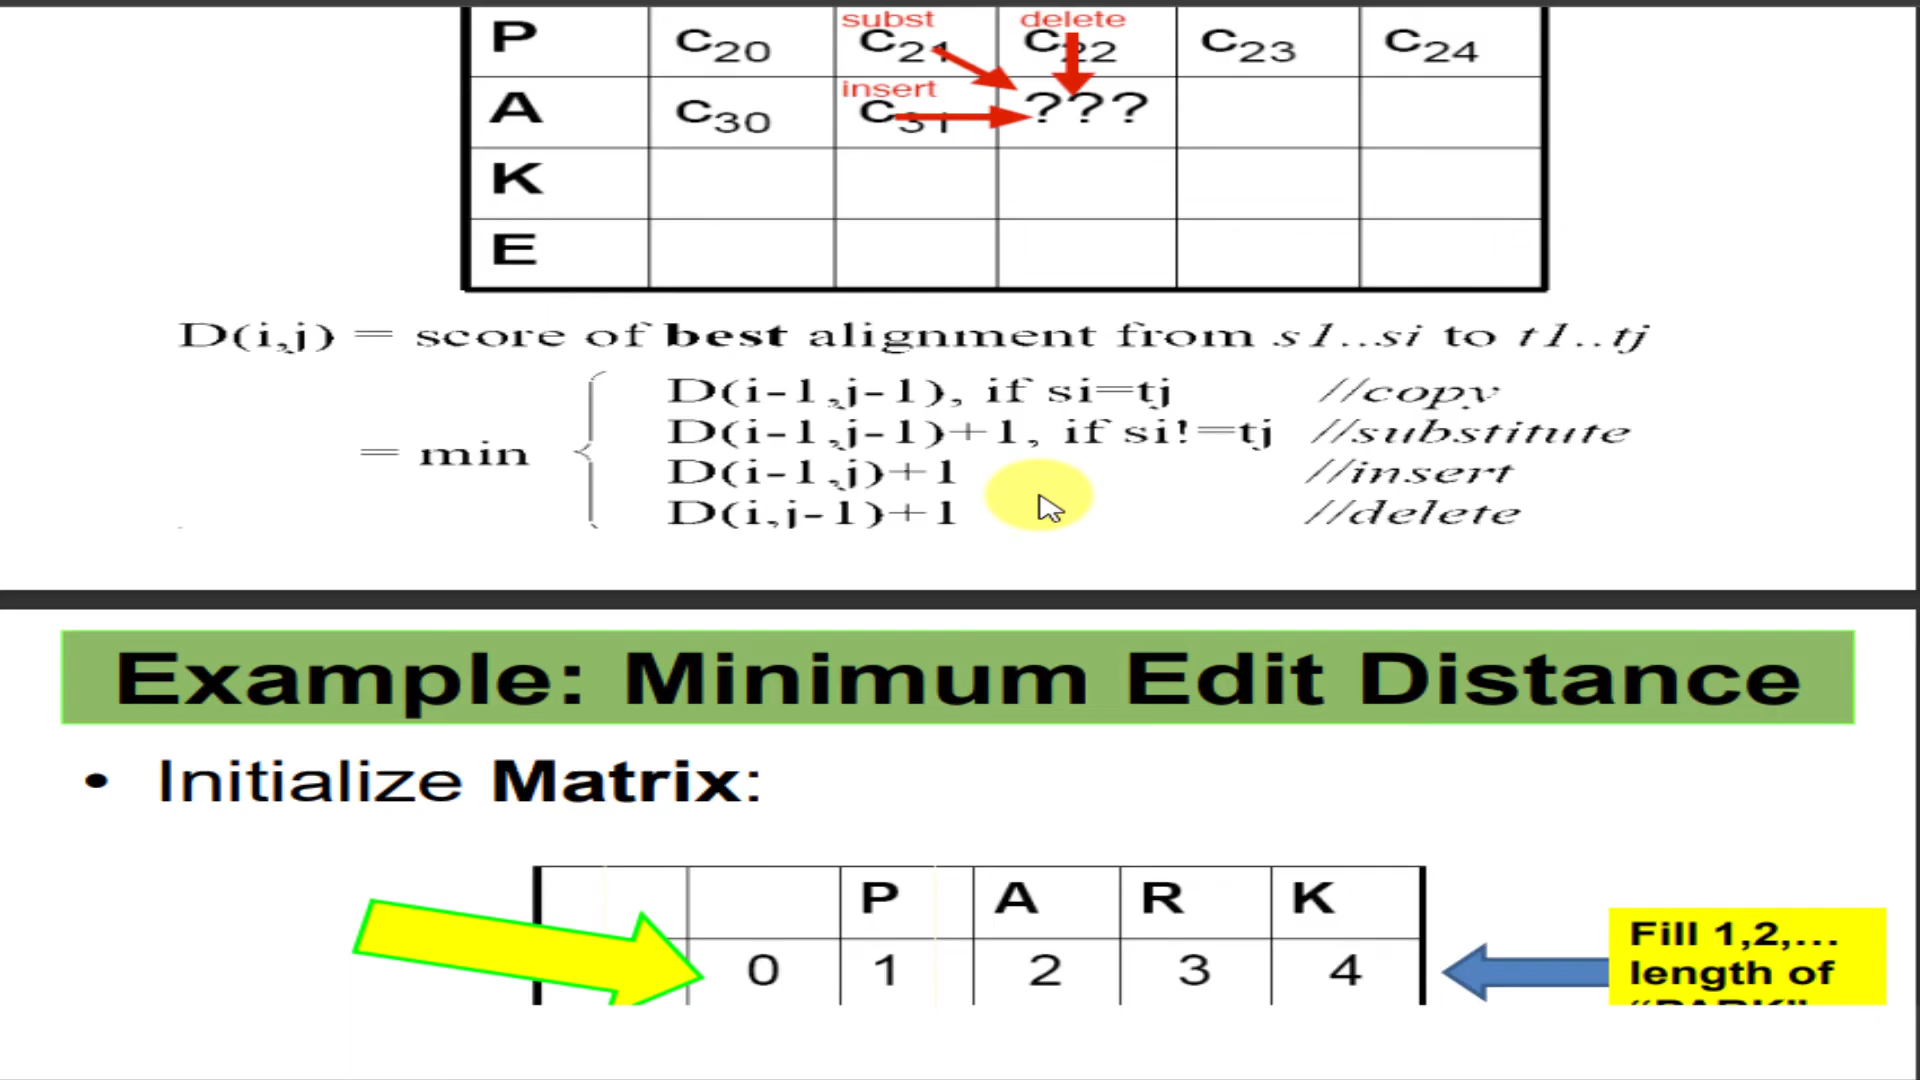 subst delete
P c20 c21 c22 c23 c24
insert
A c30 c31 ???
K
E
D(i,j) = score of best alignment from s1..si to t1..tj
D(i-1,j-1), if si=tj //copy
D(i-1,j-1)+1, if si!=tj //substitute
= min
D(i-1,j)+1 //insert
D(i,j-1)+1 //delete
Example: Minimum Edit Distance
• Initialize Matrix:
P A R K
0 1 2 3 4
Fill 1,2,...
length of
"PARK"